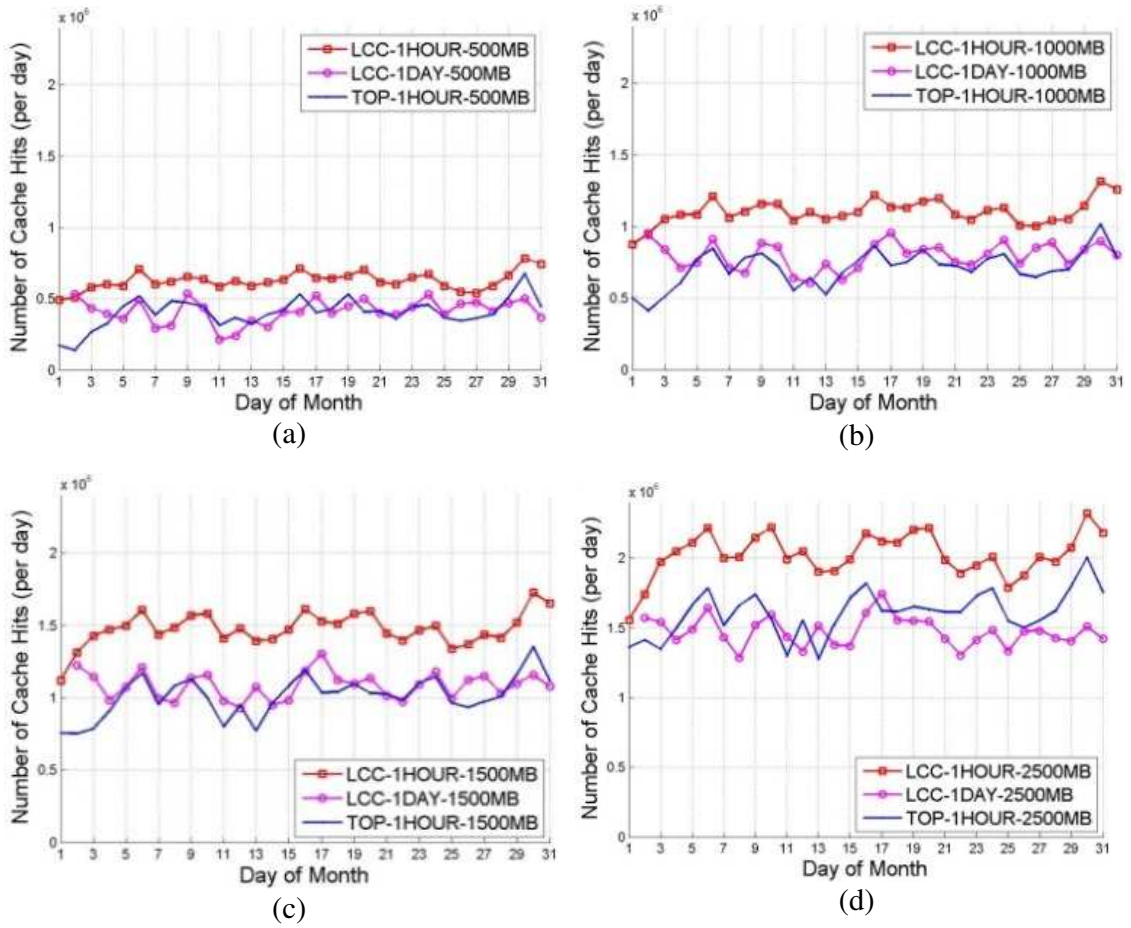 x 10⁶
Number of Cache Hits (per day)
2
1.5
1
0.5
0
LCC-1HOUR-500MB
LCC-1DAY-500MB
TOP-1HOUR-500MB
1 3 5 7 9 11 13 15 17 19 21 23 25 27 29 31
Day of Month
(a)
x 10⁶
Number of Cache Hits (per day)
2
1.5
1
0.5
0
LCC-1HOUR-1000MB
LCC-1DAY-1000MB
TOP-1HOUR-1000MB
1 3 5 7 9 11 13 15 17 19 21 23 25 27 29 31
Day of Month
(b)
x 10⁶
Number of Cache Hits (per day)
2
1.5
1
0.5
0
LCC-1HOUR-1500MB
LCC-1DAY-1500MB
TOP-1HOUR-1500MB
1 3 5 7 9 11 13 15 17 19 21 23 25 27 29 31
Day of Month
(c)
x 10⁶
Number of Cache Hits (per day)
2
1.5
1
0.5
0
LCC-1HOUR-2500MB
LCC-1DAY-2500MB
TOP-1HOUR-2500MB
1 3 5 7 9 11 13 15 17 19 21 23 25 27 29 31
Day of Month
(d)